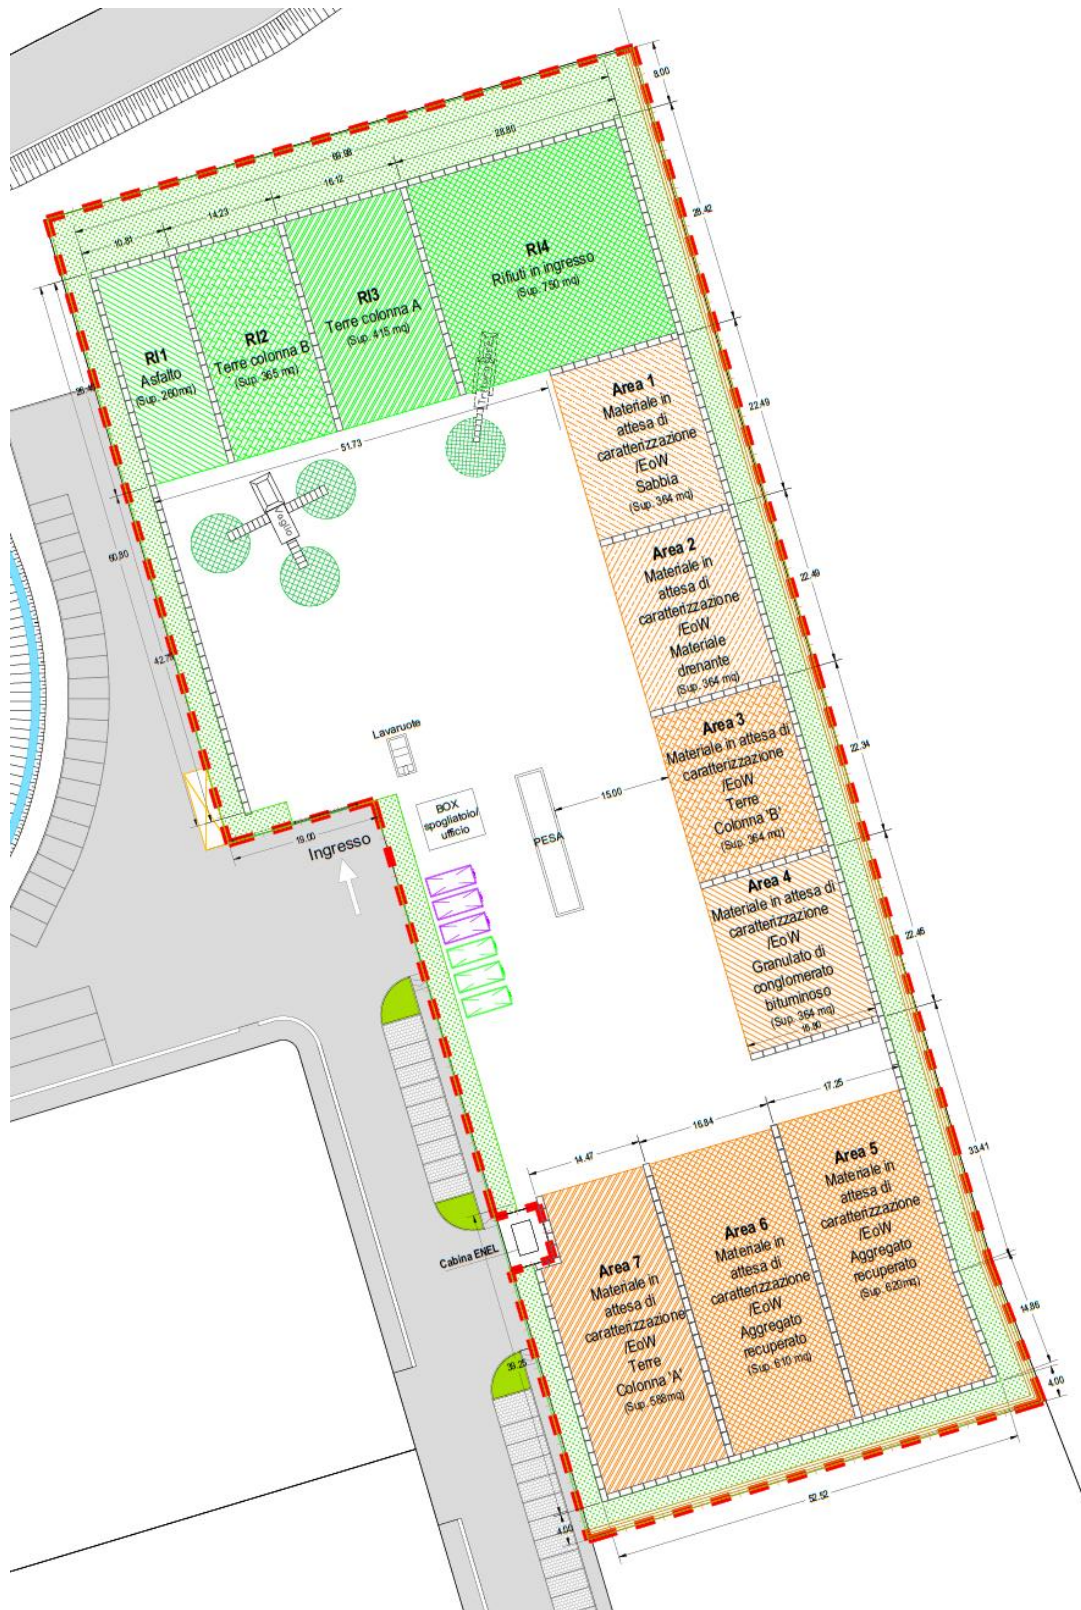 8.00
28.80
69.98
16.12
14.23
10.81
28.42
RI4
Rifiuti in ingresso
(Sup. 750 mq)
RI3
Terre colonna A
(Sup. 415 mq)
RI2
Terre colonna B
(Sup. 365 mq)
RI1
Asfalto
(Sup. 260mq)
Trituratore
51.73
Vaglio
60.80
22.49
Area 1
Materiale in
attesa di
caratterizzazione
/EoW
Sabbia
(Sup. 364 mq)
22.49
Area 2
Materiale in
attesa di
caratterizzazione
/EoW
Materiale
drenante
(Sup. 364 mq)
Lavaruote
BOX
spogliatoio/
ufficio
PESA
15.00
22.34
Area 3
Materiale in attesa di
caratterizzazione
/EoW
Terre
Colonna 'B'
(Sup. 364 mq)
19.00
Ingresso
22.45
Area 4
Materiale in attesa di
caratterizzazione
/EoW
Granulato di
conglomerato
bituminoso
(Sup. 364 mq)
16.80
17.25
16.84
14.47
33.41
Area 5
Materiale in
attesa di
caratterizzazione
/EoW
Aggregato
recuperato
(Sup. 620mq)
Area 6
Materiale in
attesa di
caratterizzazione
/EoW
Aggregato
recuperato
(Sup. 610 mq)
Cabina ENEL
Area 7
Materiale in
attesa di
caratterizzazione
/EoW
Terre
Colonna 'A'
(Sup. 588mq)
39.25
14.86
4.00
52.52
4.00